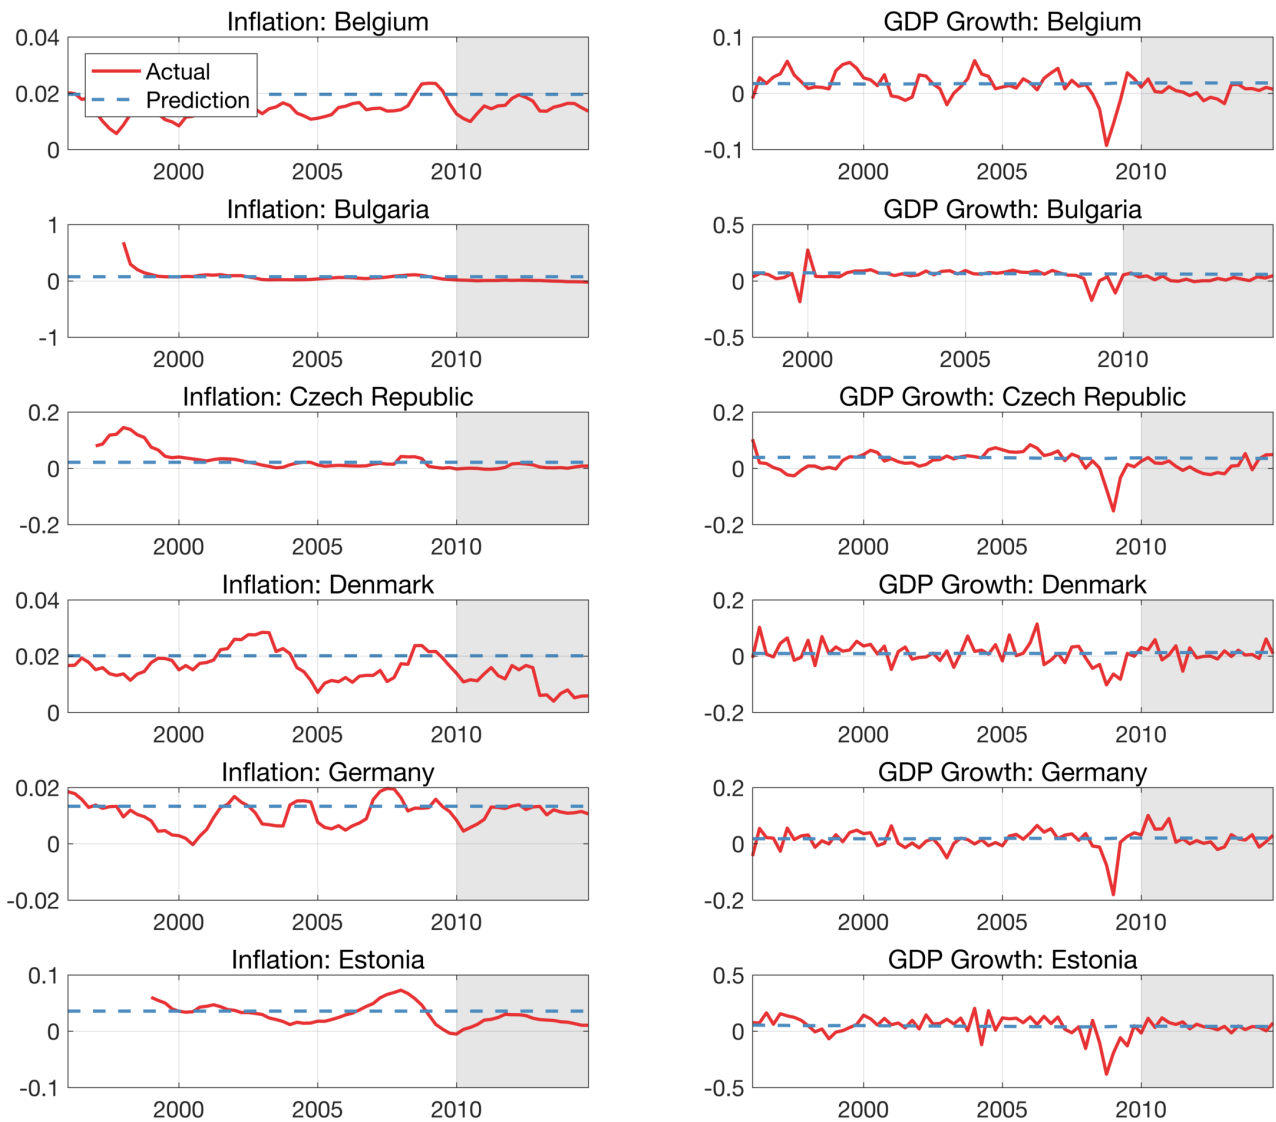 Inflation: Belgium
0.04
0.02
0
Actual
Prediction
2000 2005 2010
GDP Growth: Belgium
0.1
0
-0.1
2000 2005 2010
Inflation: Bulgaria
1
0
-1
2000 2005 2010
GDP Growth: Bulgaria
0.5
0
-0.5
2000 2005 2010
Inflation: Czech Republic
0.2
0
-0.2
2000 2005 2010
GDP Growth: Czech Republic
0.2
0
-0.2
2000 2005 2010
Inflation: Denmark
0.04
0.02
0
2000 2005 2010
GDP Growth: Denmark
0.2
0
-0.2
2000 2005 2010
Inflation: Germany
0.02
0
-0.02
2000 2005 2010
GDP Growth: Germany
0.2
0
-0.2
2000 2005 2010
Inflation: Estonia
0.1
0
-0.1
2000 2005 2010
GDP Growth: Estonia
0.5
0
-0.5
2000 2005 2010